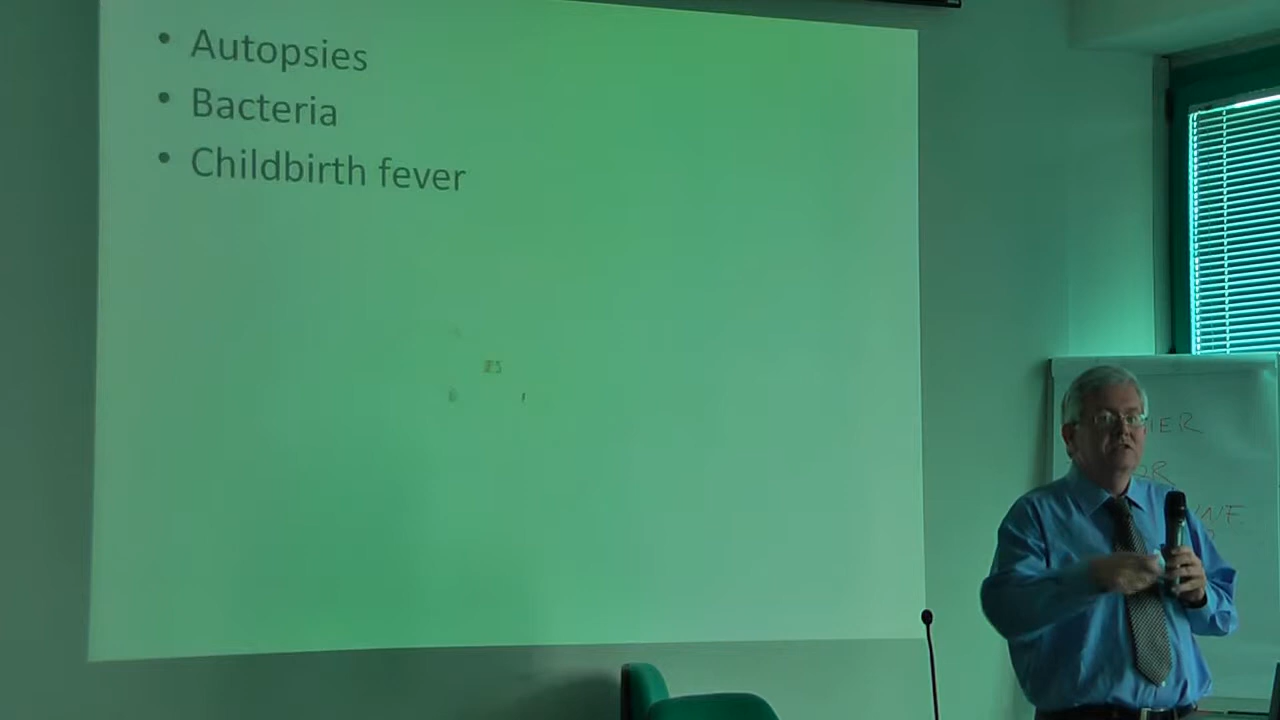 • Autopsies
• Bacteria
• Childbirth fever